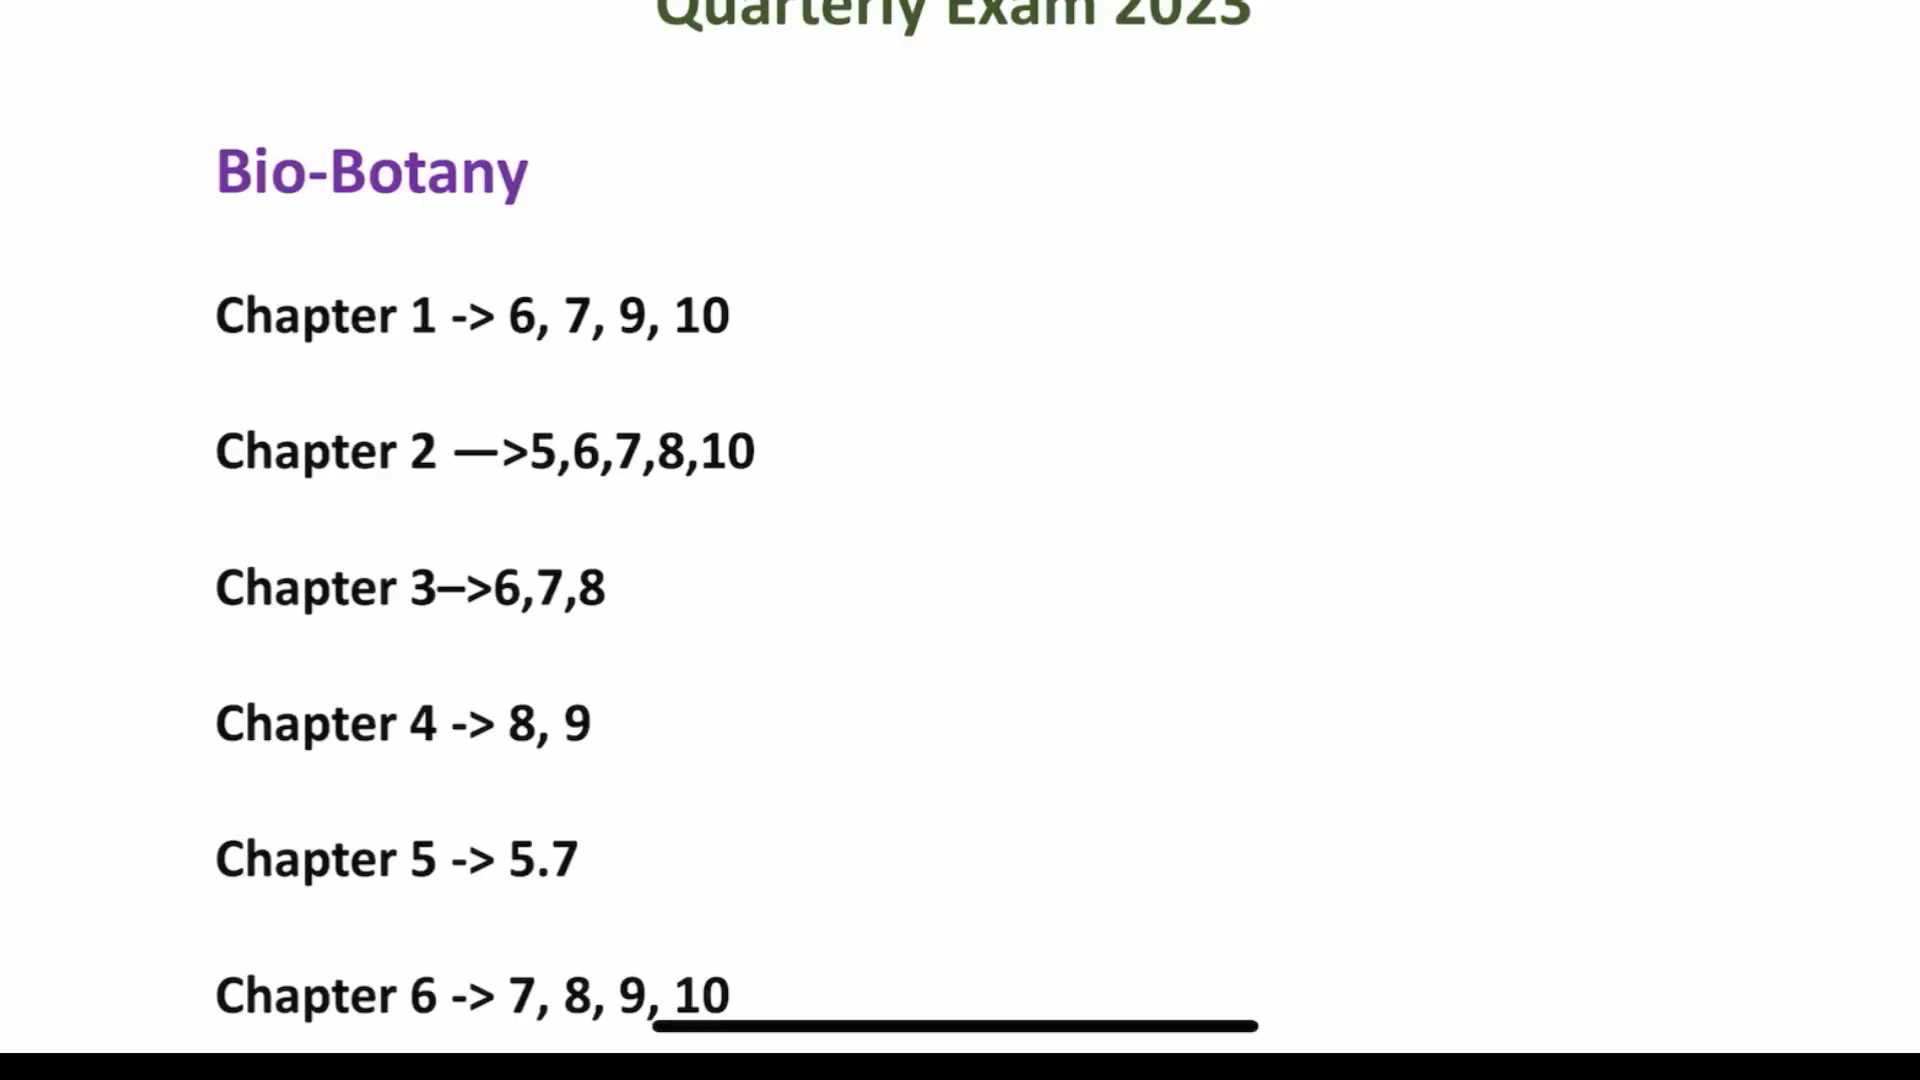 Quarterly Exam 2023
Bio-Botany
Chapter 1 -> 6, 7, 9, 10
Chapter 2 —>5,6,7,8,10
Chapter 3–>6,7,8
Chapter 4 -> 8, 9
Chapter 5 -> 5.7
Chapter 6 -> 7, 8, 9, 10